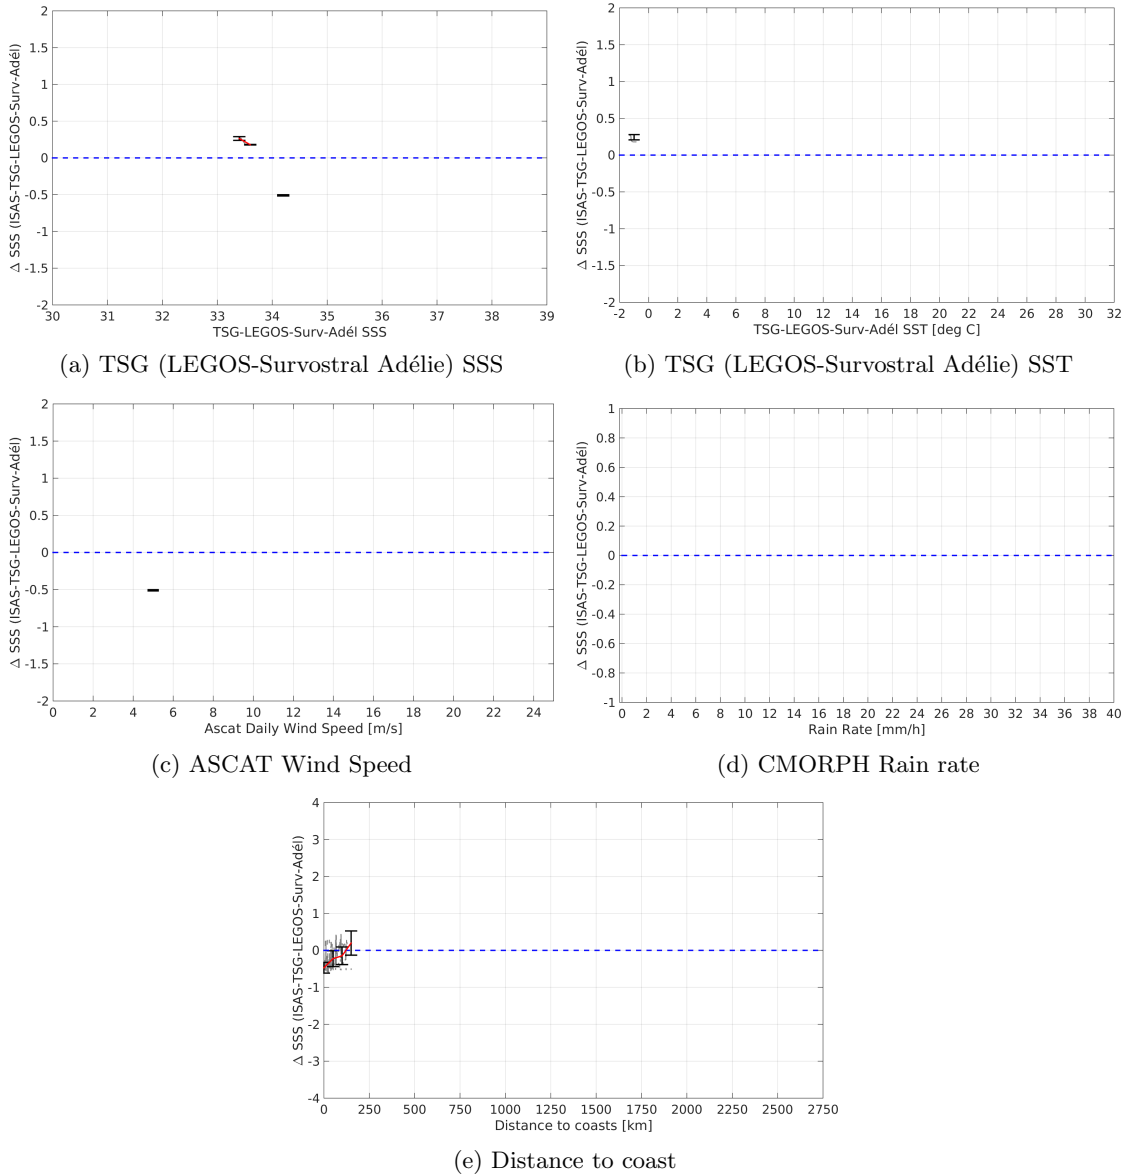 2
1.5
1
0.5
0
-0.5
-1
-1.5
-2
Δ SSS (ISAS-TSG-LEGOS-Surv-Adél)
30 31 32 33 34 35 36 37 38 39
TSG-LEGOS-Surv-Adél SSS
(a) TSG (LEGOS-Survostral Adélie) SSS
2
1.5
1
0.5
0
-0.5
-1
-1.5
-2
Δ SSS (ISAS-TSG-LEGOS-Surv-Adél)
-2 0 2 4 6 8 10 12 14 16 18 20 22 24 26 28 30 32
TSG-LEGOS-Surv-Adél SST [deg C]
(b) TSG (LEGOS-Survostral Adélie) SST
2
1.5
1
0.5
0
-0.5
-1
-1.5
-2
Δ SSS (ISAS-TSG-LEGOS-Surv-Adél)
0 2 4 6 8 10 12 14 16 18 20 22 24
Ascat Daily Wind Speed [m/s]
(c) ASCAT Wind Speed
1
0.8
0.6
0.4
0.2
0
-0.2
-0.4
-0.6
-0.8
-1
Δ SSS (ISAS-TSG-LEGOS-Surv-Adél)
0 2 4 6 8 10 12 14 16 18 20 22 24 26 28 30 32 34 36 38 40
Rain Rate [mm/h]
(d) CMORPH Rain rate
4
3
2
1
0
-1
-2
-3
-4
Δ SSS (ISAS-TSG-LEGOS-Surv-Adél)
0 250 500 750 1000 1250 1500 1750 2000 2250 2500 2750
Distance to coasts [km]
(e) Distance to coast